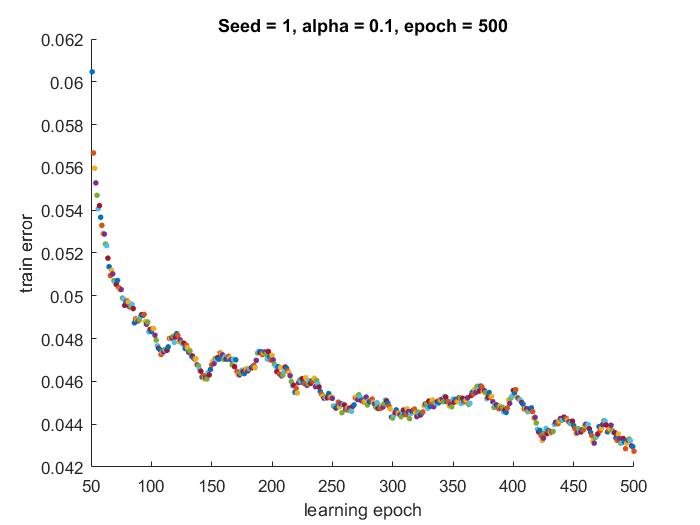 Seed = 1, alpha = 0.1, epoch = 500
0.062
0.06
0.058
0.056
0.054
0.052
0.05
0.048
0.046
0.044
0.042
train error
50 100 150 200 250 300 350 400 450 500
learning epoch